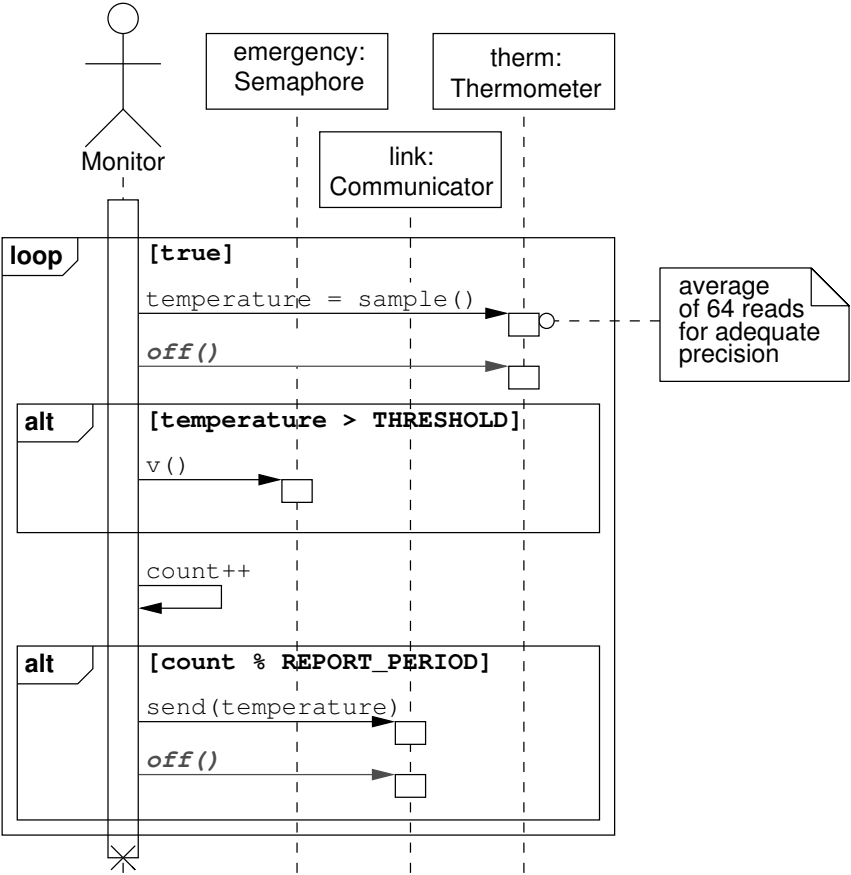 emergency:
Semaphore
therm:
Thermometer
Monitor
link:
Communicator
loop
[true]
temperature = sample()
average
of 64 reads
for adequate
precision
off()
alt
[temperature > THRESHOLD]
v()
count++
alt
[count % REPORT_PERIOD]
send(temperature)
off()